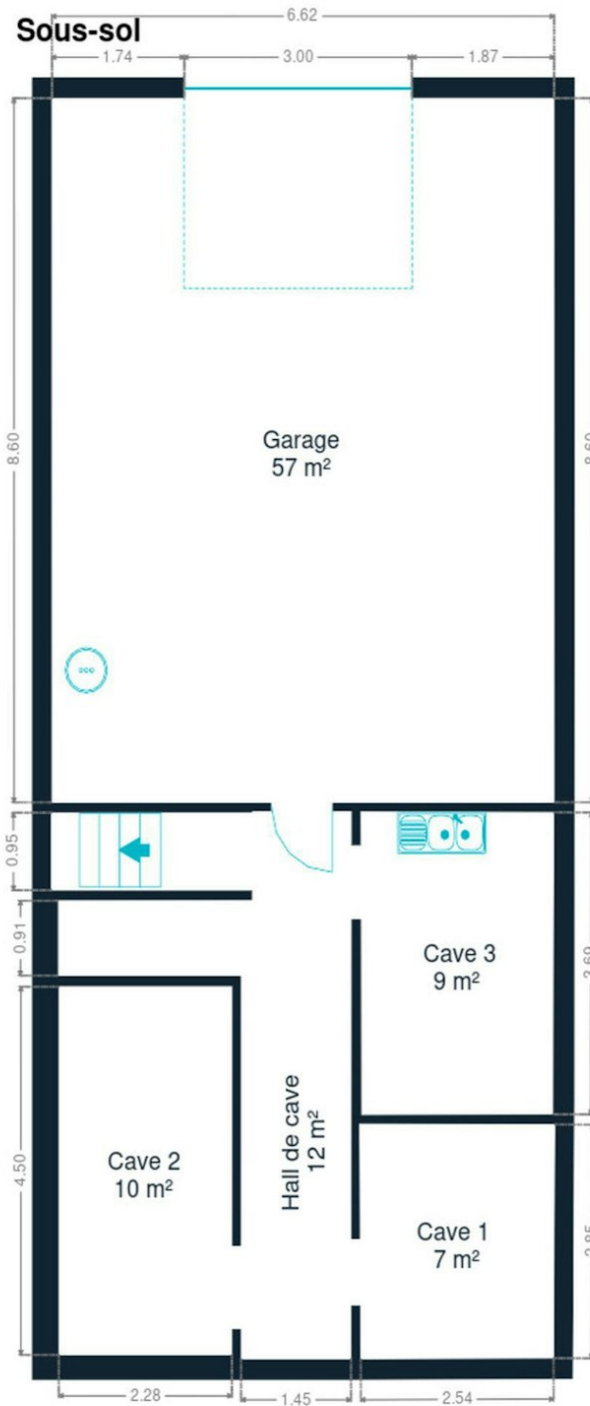 Sous-sol
6.62
1.74
3.00
1.87
8.60
Garage
57 m²
0.95
0.91
Cave 3
9 m²
Hall de cave
12 m²
4.50
Cave 2
10 m²
Cave 1
7 m²
2.28
1.45
2.54